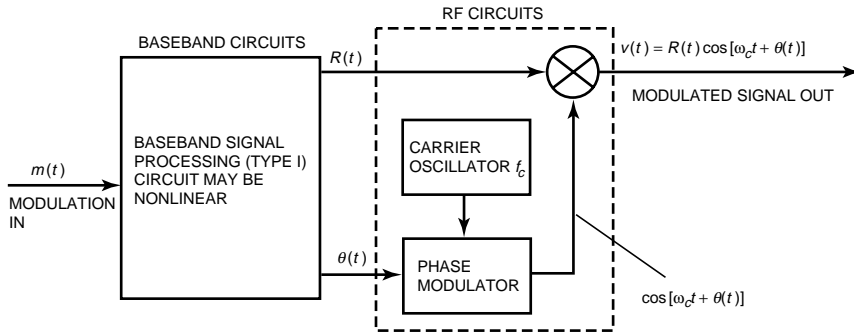 RF CIRCUITS
BASEBAND CIRCUITS
R(t)
v(t) = R(t) cos [ω_c t + θ(t)]
MODULATED SIGNAL OUT
BASEBAND SIGNAL
PROCESSING (TYPE I)
CIRCUIT MAY BE
NONLINEAR
CARRIER
OSCILLATOR f_c
m(t)
MODULATION
IN
θ(t)
PHASE
MODULATOR
cos [ω_c t + θ(t)]